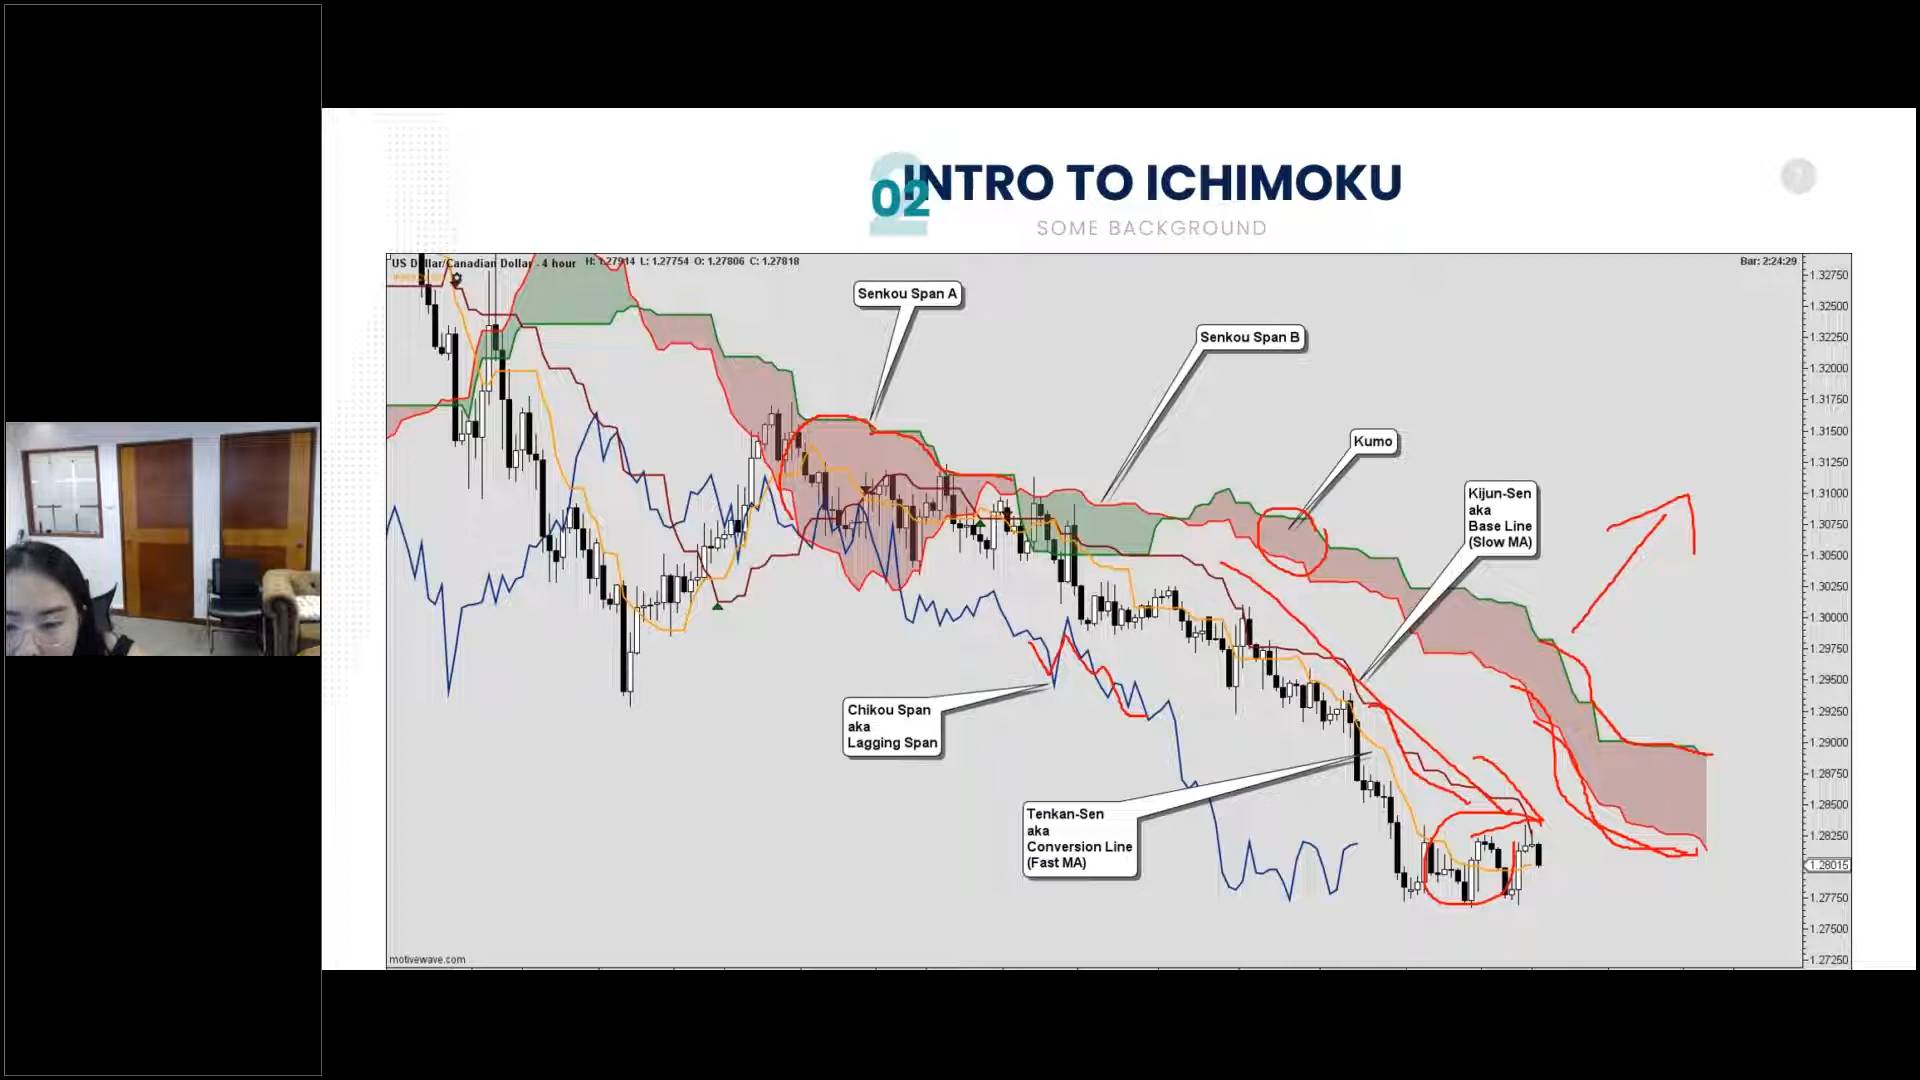 02
INTRO TO ICHIMOKU
SOME BACKGROUND
US Dollar/Canadian Dollar - 4 hour H: 1.27914 L: 1.27754 O: 1.27806 C: 1.27818
Bar: 2:24:29
Senkou Span A
Senkou Span B
Kumo
Kijun-Sen
aka
Base Line
(Slow MA)
Chikou Span
aka
Lagging Span
Tenkan-Sen
aka
Conversion Line
(Fast MA)
1.32750
1.32500
1.32250
1.32000
1.31750
1.31500
1.31250
1.31000
1.30750
1.30500
1.30250
1.30000
1.29750
1.29500
1.29250
1.29000
1.28750
1.28500
1.28250
1.28015
1.27750
1.27500
1.27250
motivewave.com